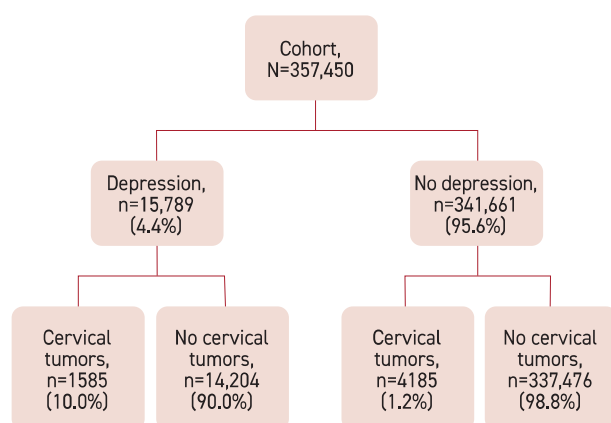 Cohort,
N=357,450
Depression,
n=15,789
(4.4%)
No depression,
n=341,661
(95.6%)
Cervical
tumors,
n=1585
(10.0%)
No cervical
tumors,
n=14,204
(90.0%)
Cervical
tumors,
n=4185
(1.2%)
No cervical
tumors,
n=337,476
(98.8%)